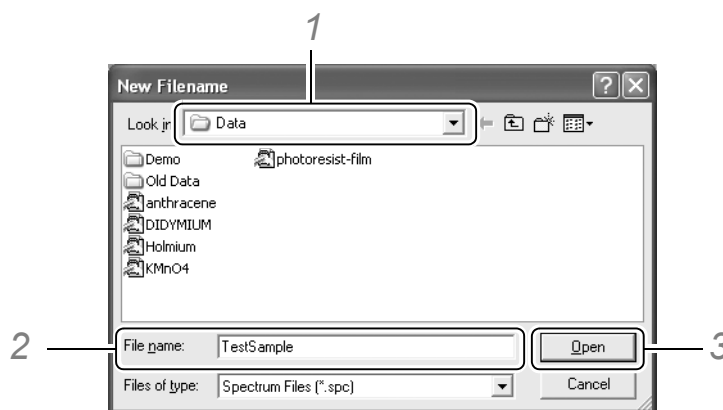 1
New Filename
Look in
Data
Demo
photoresist-film
Old Data
anthracene
DIDYMIUM
Holmium
KMnO4
2
File name:
TestSample
Open
3
Files of type:
Spectrum Files (*.spc)
Cancel